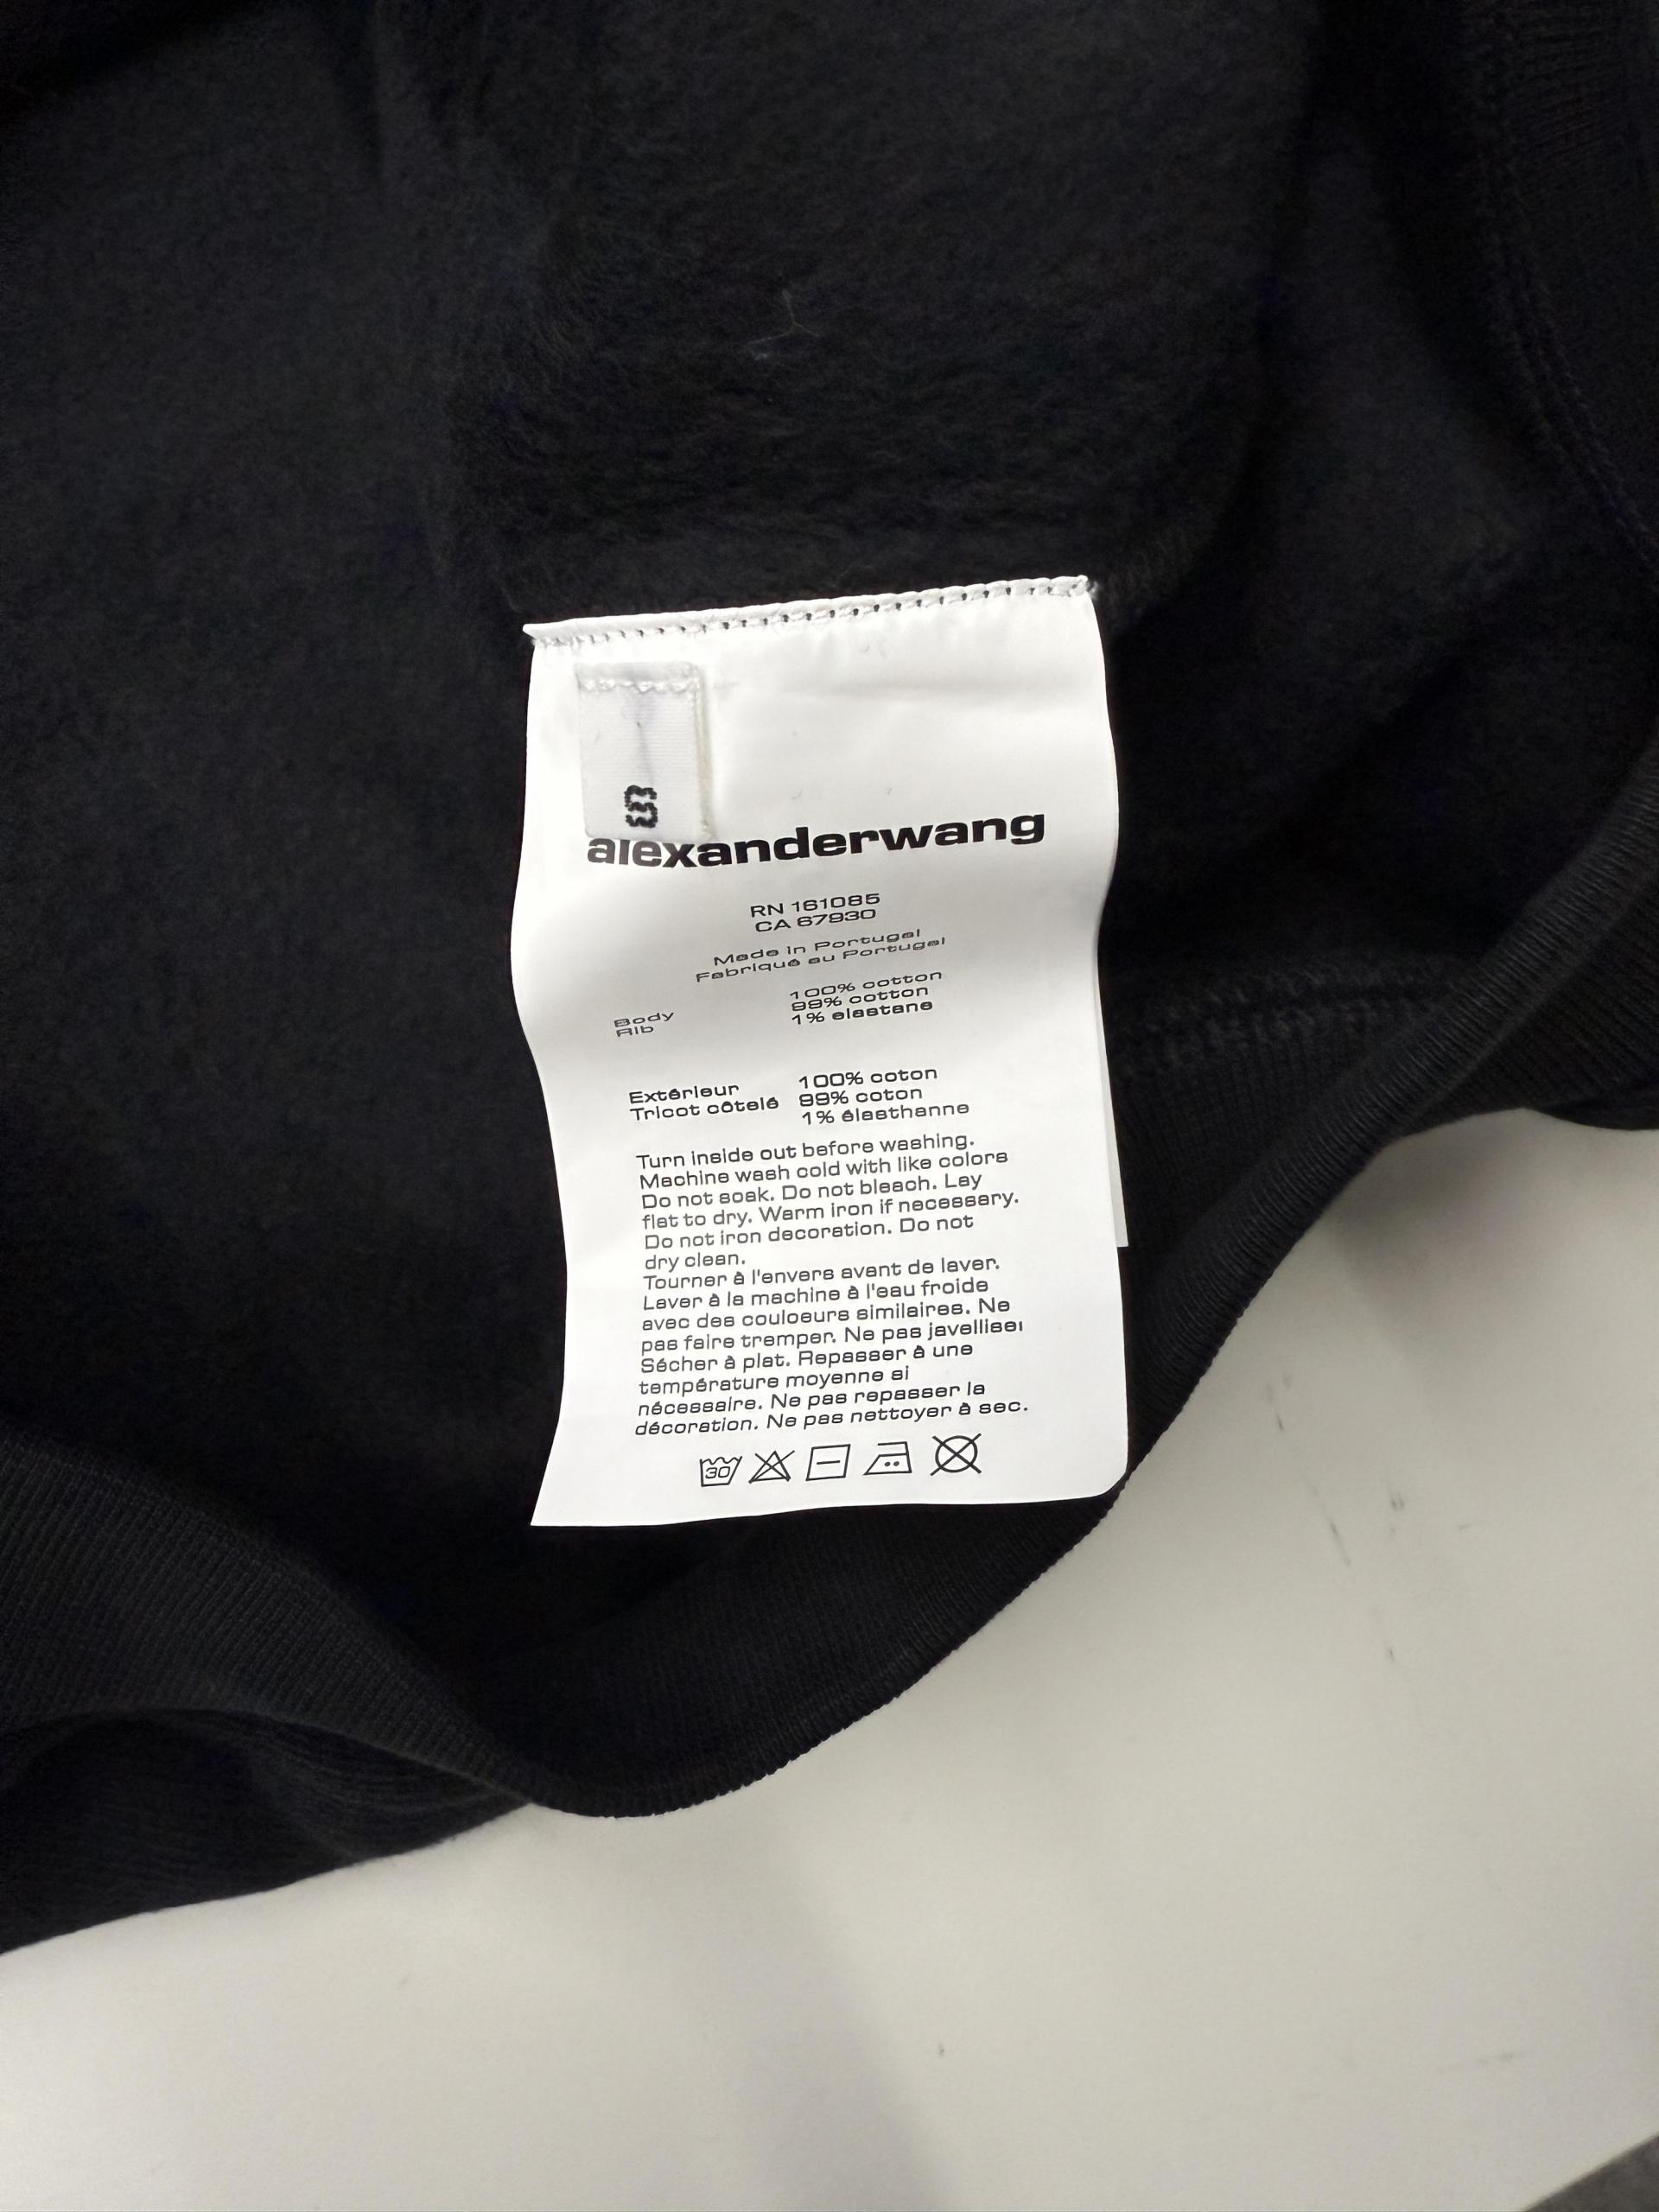 S
alexanderwang
RN 161085
CA 67930
Made in Portugal
Fabriqué au Portugal
100% cotton
Body 99% cotton
Rib 1% elastane
Extérieur 100% coton
Tricot côtelé 99% coton
1% élasthanne
Turn inside out before washing.
Machine wash cold with like colors
Do not soak. Do not bleach. Lay
flat to dry. Warm iron if necessary.
Do not iron decoration. Do not
dry clean.
Tourner à l'envers avant de laver.
Laver à la machine à l'eau froide
avec des couloeurs similaires. Ne
pas faire tremper. Ne pas javelliser
Sécher à plat. Repasser à une
température moyenne si
nécessaire. Ne pas repasser la
décoration. Ne pas nettoyer à sec.
30